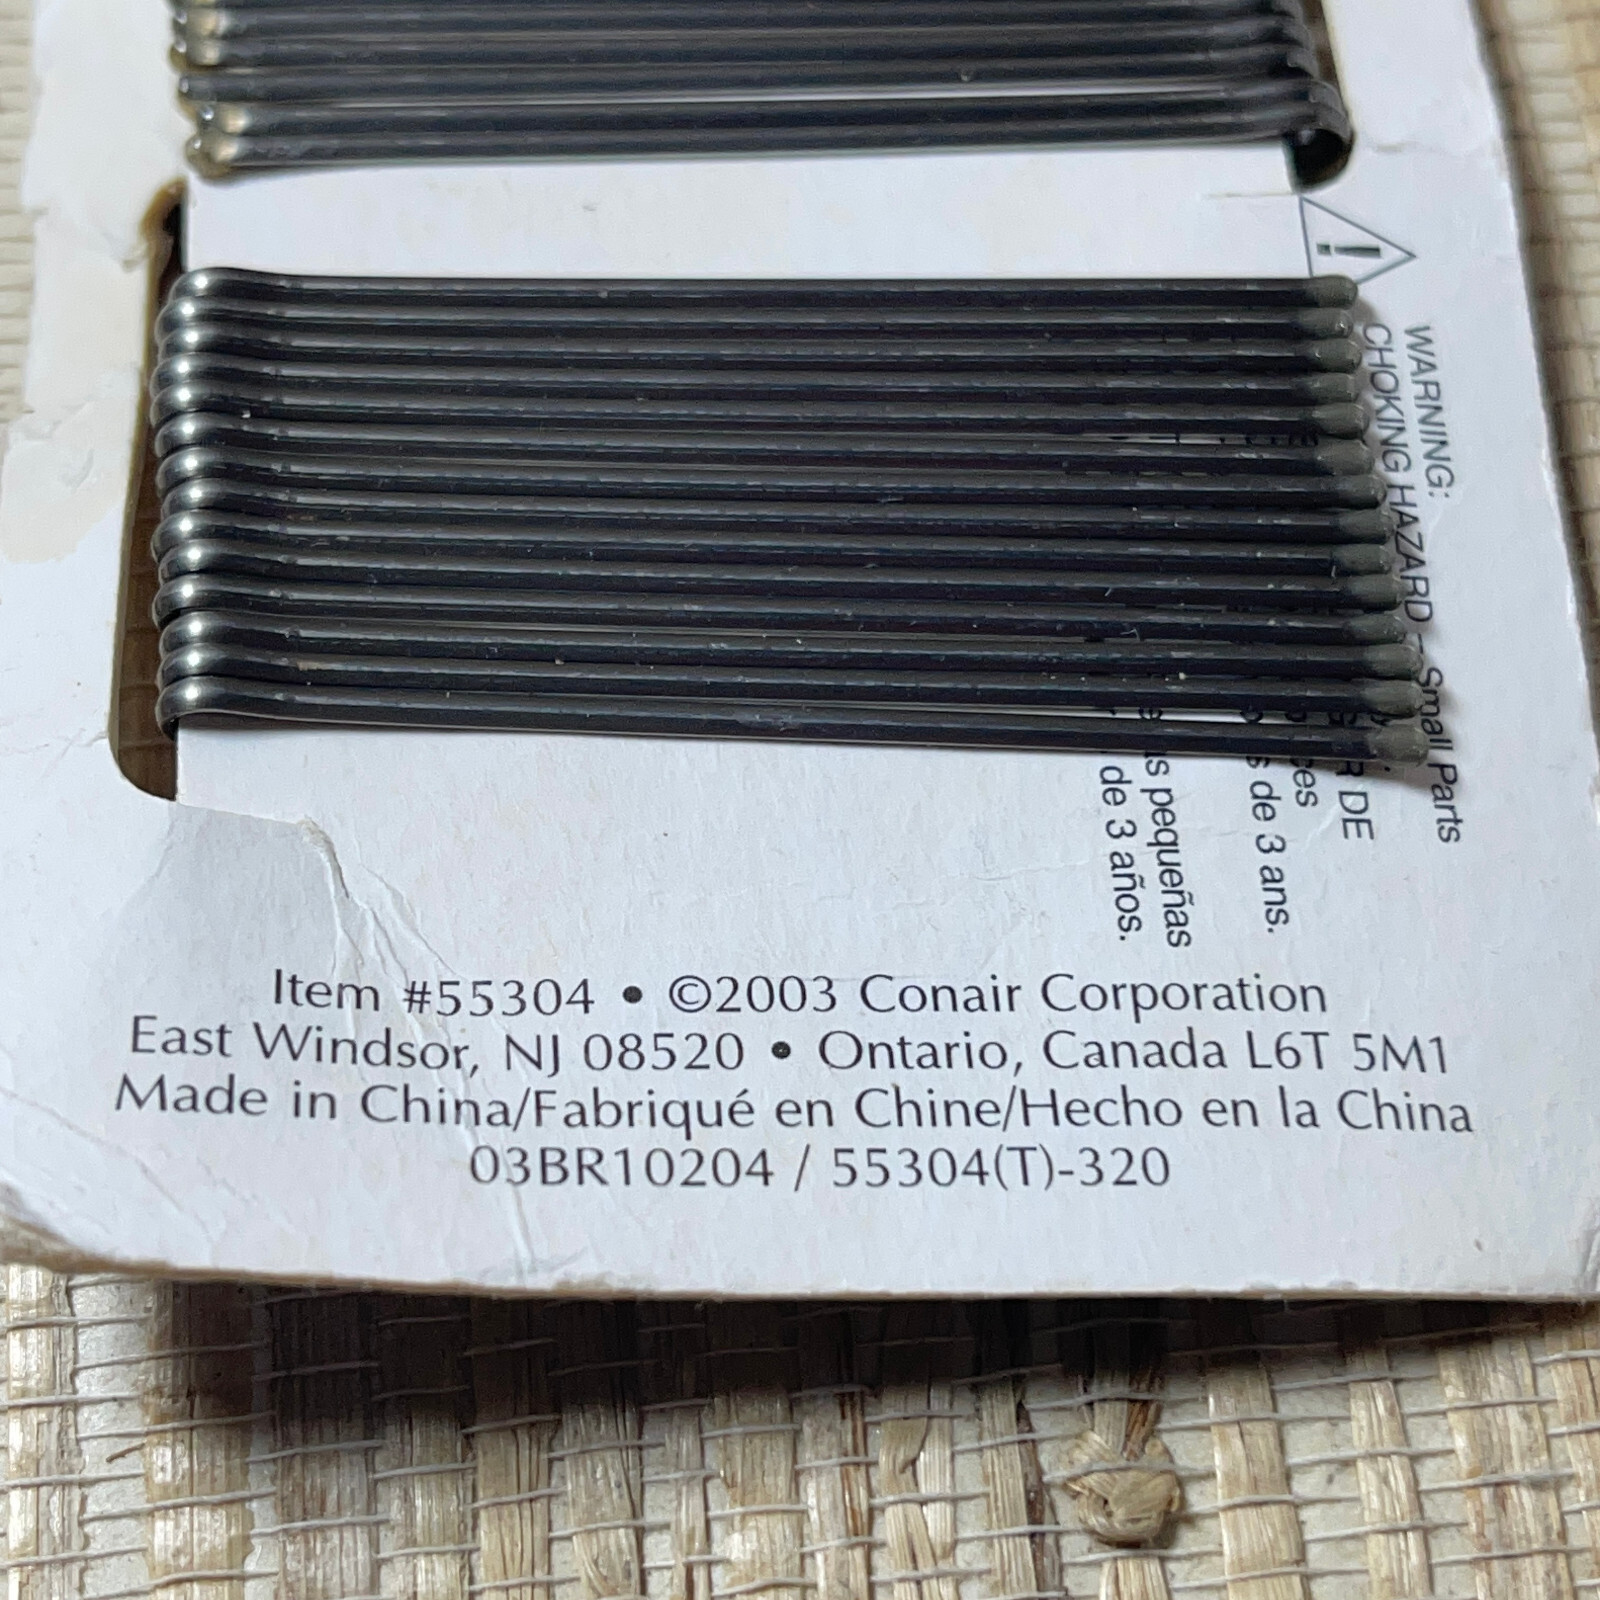 !
WARNING:
CHOKING HAZARD – Small Parts
DE
de 3 ans.
pequeñas
de 3 años.
Item #55304 • ©2003 Conair Corporation
East Windsor, NJ 08520 • Ontario, Canada L6T 5M1
Made in China/Fabriqué en Chine/Hecho en la China
03BR10204 / 55304(T)-320